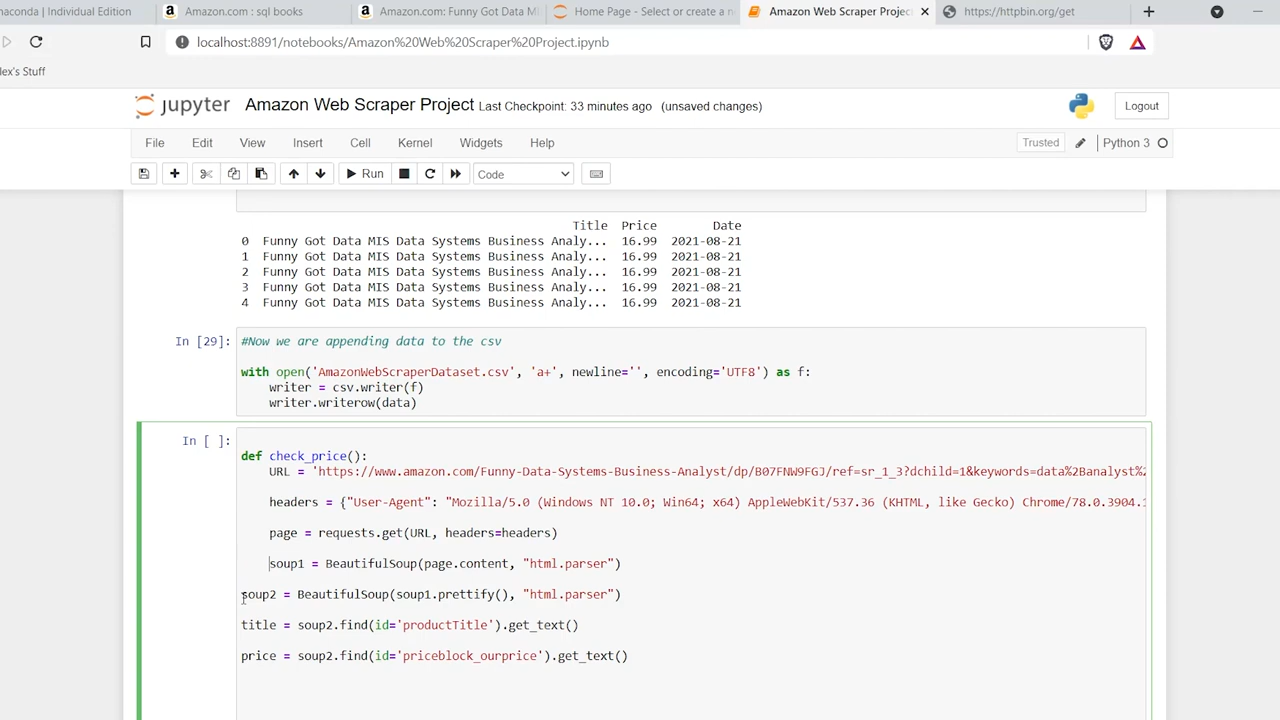 naconda | Individual Edition
Amazon.com : sql books
Amazon.com: Funny Got Data MI
Home Page - Select or create a n
Amazon Web Scraper Projec
https://httpbin.org/get
localhost:8891/notebooks/Amazon%20Web%20Scraper%20Project.ipynb
lex's Stuff
jupyter Amazon Web Scraper Project Last Checkpoint: 33 minutes ago (unsaved changes)
Logout
File Edit View Insert Cell Kernel Widgets Help
Trusted Python 3
Run Code
Title Price Date
0 Funny Got Data MIS Data Systems Business Analy... 16.99 2021-08-21
1 Funny Got Data MIS Data Systems Business Analy... 16.99 2021-08-21
2 Funny Got Data MIS Data Systems Business Analy... 16.99 2021-08-21
3 Funny Got Data MIS Data Systems Business Analy... 16.99 2021-08-21
4 Funny Got Data MIS Data Systems Business Analy... 16.99 2021-08-21
In [29]: #Now we are appending data to the csv
with open('AmazonWebScraperDataset.csv', 'a+', newline='', encoding='UTF8') as f:
writer = csv.writer(f)
writer.writerow(data)
In [ ]:
def check_price():
URL = 'https://www.amazon.com/Funny-Data-Systems-Business-Analyst/dp/B07FNW9FGJ/ref=sr_1_3?dchild=1&keywords=data%2Banalyst%2
headers = {"User-Agent": "Mozilla/5.0 (Windows NT 10.0; Win64; x64) AppleWebKit/537.36 (KHTML, like Gecko) Chrome/78.0.3904.1
page = requests.get(URL, headers=headers)
soup1 = BeautifulSoup(page.content, "html.parser")
soup2 = BeautifulSoup(soup1.prettify(), "html.parser")
title = soup2.find(id='productTitle').get_text()
price = soup2.find(id='priceblock_ourprice').get_text()